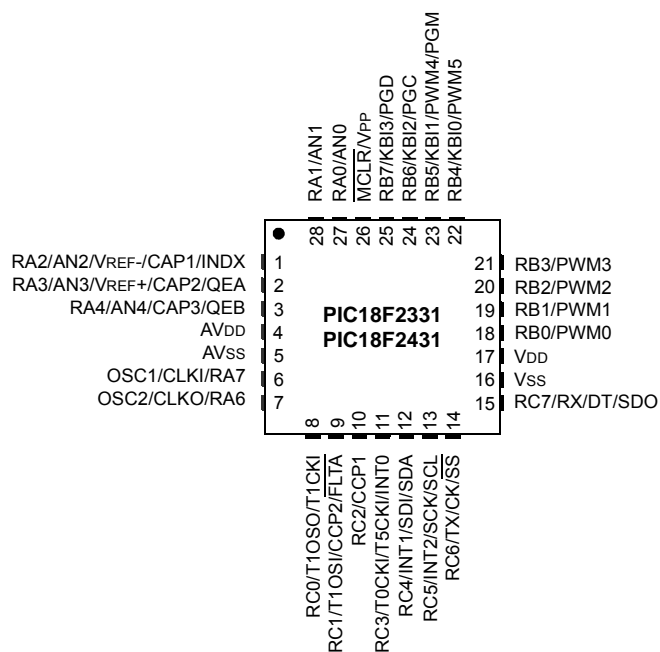 RA1/AN1
RA0/AN0
MCLR/VPP
RB7/KBI3/PGD
RB6/KBI2/PGC
RB5/KBI1/PWM4/PGM
RB4/KBI0/PWM5
28
27
26
25
24
23
22
RA2/AN2/VREF-/CAP1/INDX 1
RA3/AN3/VREF+/CAP2/QEA 2
RA4/AN4/CAP3/QEB 3
AVDD 4
AVSS 5
OSC1/CLKI/RA7 6
OSC2/CLKO/RA6 7
PIC18F2331
PIC18F2431
21 RB3/PWM3
20 RB2/PWM2
19 RB1/PWM1
18 RB0/PWM0
17 VDD
16 VSS
15 RC7/RX/DT/SDO
8
9
10
11
12
13
14
RC0/T1OSO/T1CKI
RC1/T1OSI/CCP2/FLTA
RC2/CCP1
RC3/T0CKI/T5CKI/INT0
RC4/INT1/SDI/SDA
RC5/INT2/SCK/SCL
RC6/TX/CK/SS